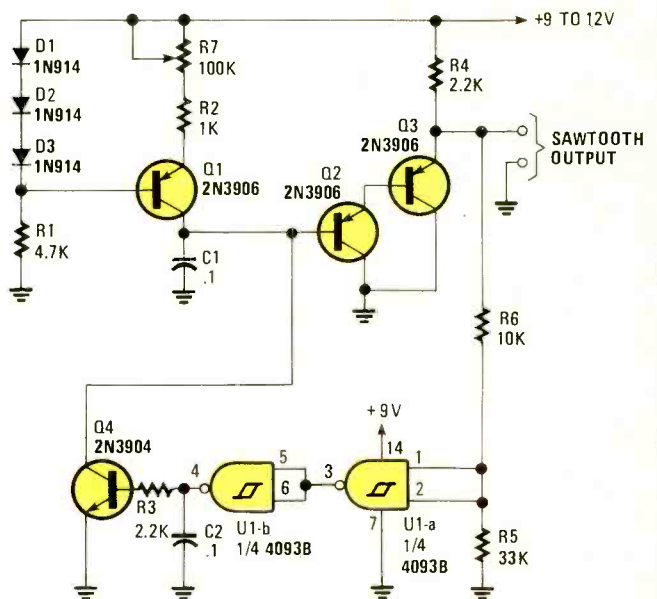 +9 TO 12V
D1
1N914
R7
100K
R4
2.2K
D2
1N914
R2
1K
Q3
2N3906
SAWTOOTH
OUTPUT
D3
1N914
Q1
2N3906
Q2
2N3906
R1
4.7K
C1
.1
R6
10K
+9V
Q4
2N3904
14
4
5
6
3
1
2
R3
2.2K
C2
.1
U1-b
1/4
4093B
7
U1-a
1/4
4093B
R5
33K